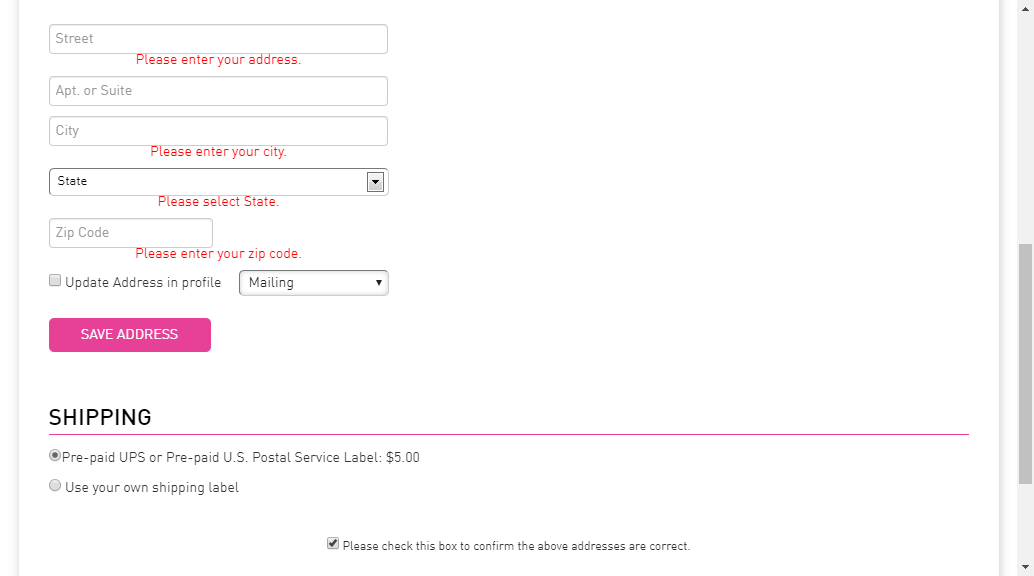 Street
Please enter your address.
Apt. or Suite
City
Please enter your city.
State
Please select State.
Zip Code
Please enter your zip code.
Update Address in profile Mailing
SAVE ADDRESS
SHIPPING
Pre-paid UPS or Pre-paid U.S. Postal Service Label: $5.00
Use your own shipping label
Please check this box to confirm the above addresses are correct.